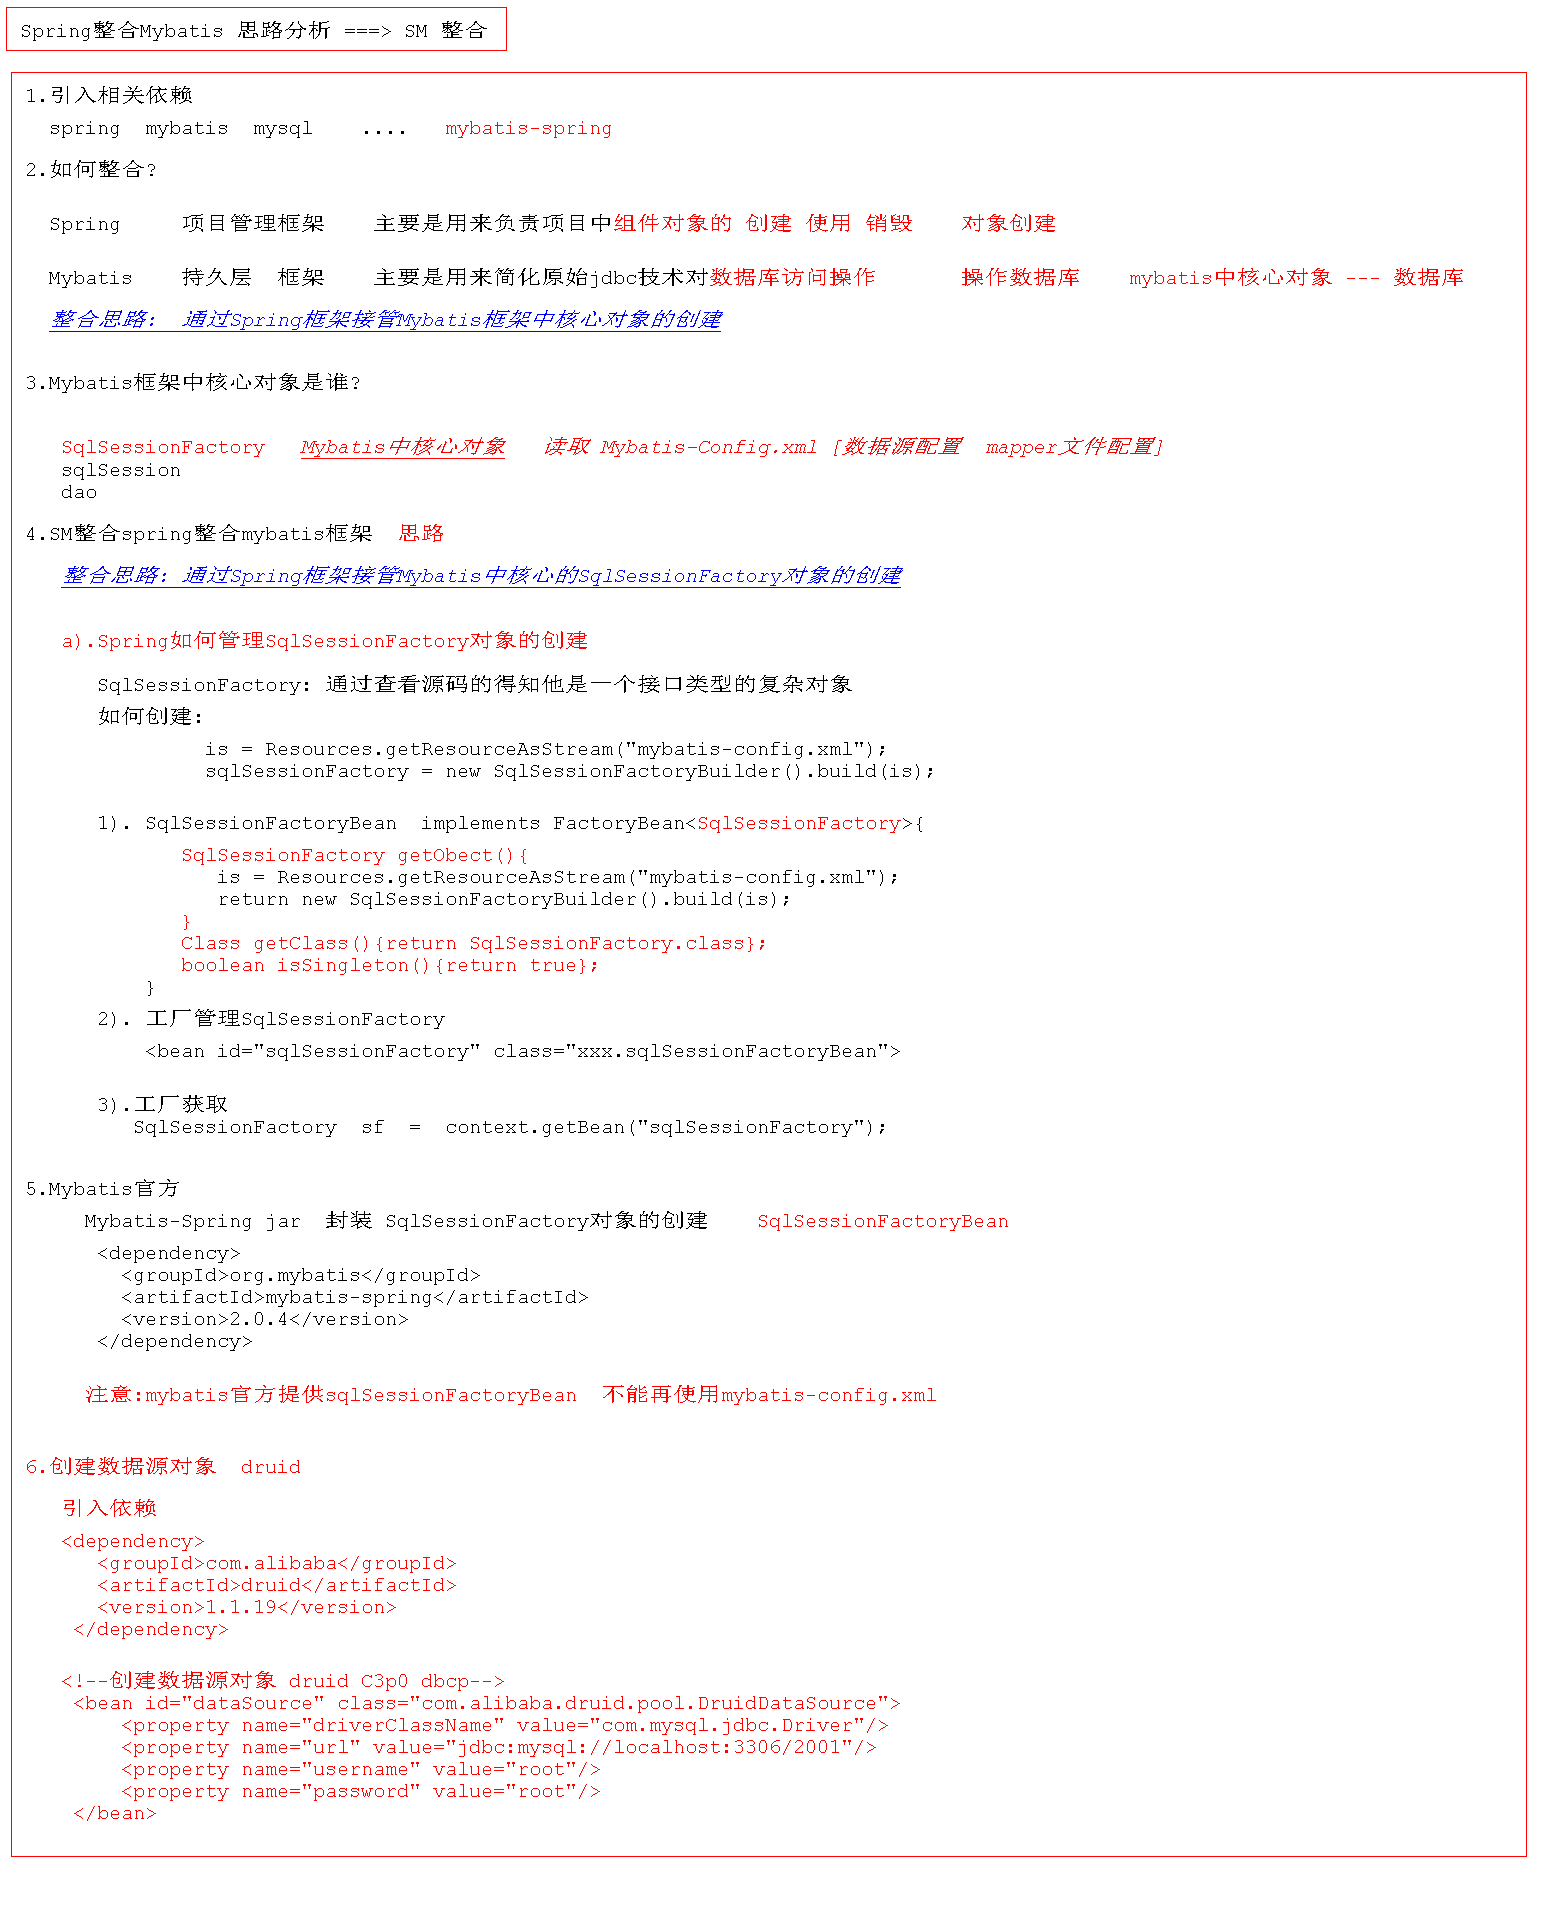 Spring整合Mybatis 思路分析 ===> SM 整合
1.引入相关依赖
spring mybatis mysql .... mybatis-spring
2.如何整合?
Spring 项目管理框架 主要是用来负责项目中组件对象的 创建 使用 销毁 对象创建
Mybatis 持久层 框架 主要是用来简化原始jdbc技术对数据库访问操作 操作数据库 mybatis中核心对象 --- 数据库
整合思路: 通过Spring框架接管Mybatis框架中核心对象的创建
3.Mybatis框架中核心对象是谁?
SqlSessionFactory Mybatis中核心对象 读取 Mybatis-Config.xml [数据源配置 mapper文件配置]
sqlSession
dao
4.SM整合spring整合mybatis框架 思路
整合思路: 通过Spring框架接管Mybatis中核心的SqlSessionFactory对象的创建
a).Spring如何管理SqlSessionFactory对象的创建
SqlSessionFactory: 通过查看源码的得知他是一个接口类型的复杂对象
如何创建:
is = Resources.getResourceAsStream("mybatis-config.xml");
sqlSessionFactory = new SqlSessionFactoryBuilder().build(is);
1). SqlSessionFactoryBean implements FactoryBean<SqlSessionFactory>{
SqlSessionFactory getObect(){
is = Resources.getResourceAsStream("mybatis-config.xml");
return new SqlSessionFactoryBuilder().build(is);
}
Class getClass(){return SqlSessionFactory.class};
boolean isSingleton(){return true};
}
2). 工厂管理SqlSessionFactory
<bean id="sqlSessionFactory" class="xxx.sqlSessionFactoryBean">
3).工厂获取
SqlSessionFactory sf = context.getBean("sqlSessionFactory");
5.Mybatis官方
Mybatis-Spring jar 封装 SqlSessionFactory对象的创建 SqlSessionFactoryBean
<dependency>
<groupId>org.mybatis</groupId>
<artifactId>mybatis-spring</artifactId>
<version>2.0.4</version>
</dependency>
注意:mybatis官方提供sqlSessionFactoryBean 不能再使用mybatis-config.xml
6.创建数据源对象 druid
引入依赖
<dependency>
<groupId>com.alibaba</groupId>
<artifactId>druid</artifactId>
<version>1.1.19</version>
</dependency>
<!--创建数据源对象 druid C3p0 dbcp-->
<bean id="dataSource" class="com.alibaba.druid.pool.DruidDataSource">
<property name="driverClassName" value="com.mysql.jdbc.Driver"/>
<property name="url" value="jdbc:mysql://localhost:3306/2001"/>
<property name="username" value="root"/>
<property name="password" value="root"/>
</bean>